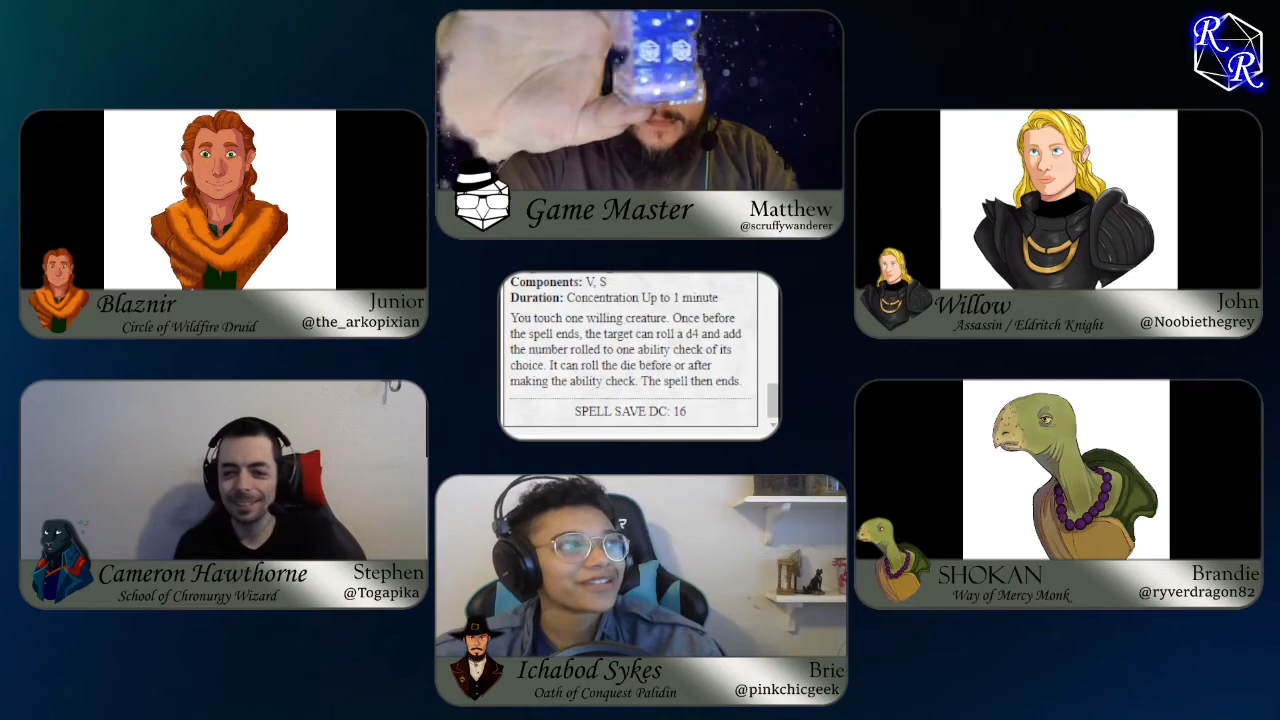 R
R
Game Master
Matthew
@scruffywanderer
Blaznir
Junior
Circle of Wildfire Druid
@the_arkopixian
Willow
John
Assassin / Eldritch Knight
@Noobiethegrey
Components: V, S
Duration: Concentration Up to 1 minute
You touch one willing creature. Once before
the spell ends, the target can roll a d4 and add
the number rolled to one ability check of its
choice. It can roll the die before or after
making the ability check. The spell then ends.
SPELL SAVE DC: 16
Cameron Hawthorne
Stephen
School of Chronurgy Wizard
@Togapika
SHOKAN
Brandie
Way of Mercy Monk
@ryverdragon82
Ichabod Sykes
Brie
Oath of Conquest Palidin
@pinkchicgeek